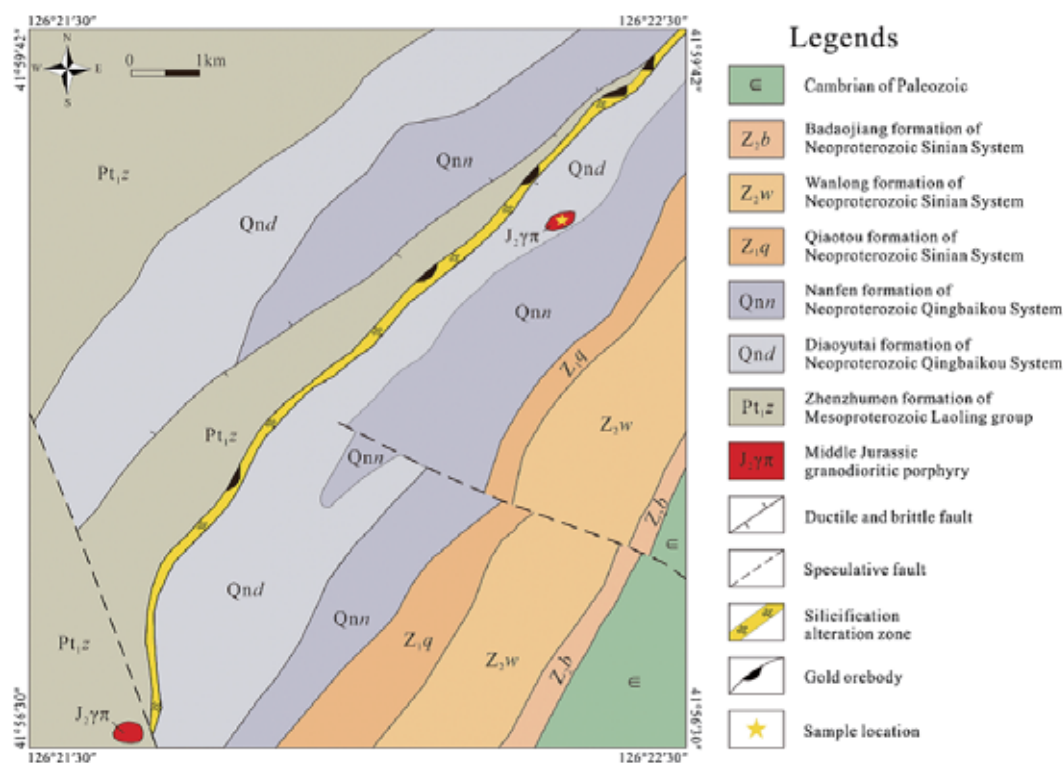 126°21'30"
126°22'30"
41°59'42"
41°59'42"
N
W E
S
0 1km
Pt₁z
Qnd
Qnn
Qnd
J₂γπ
Qnn
Z₁q
Z₂w
Pt₁z
Qnn
Z₂b
∈
Qnd
Qnn
Z₁q
Z₂w
Z₂b
∈
Pt₁z
J₂γπ
41°56'30"
41°56'10"
126°21'30"
126°22'30"
Legends
∈ Cambrian of Paleozoic
Z₂b Badaojiang formation of
Neoproterozoic Sinian System
Z₂w Wanlong formation of
Neoproterozoic Sinian System
Z₁q Qiaotou formation of
Neoproterozoic Sinian System
Qnn Nanfen formation of
Neoproterozoic Qingbaikou System
Qnd Diaoyutai formation of
Neoproterozoic Qingbaikou System
Pt₁z Zhenzhumen formation of
Mesoproterozoic Laoling group
J₂γπ Middle Jurassic
granodioritic porphyry
Ductile and brittle fault
Speculative fault
Silicification
alteration zone
Gold orebody
Sample location